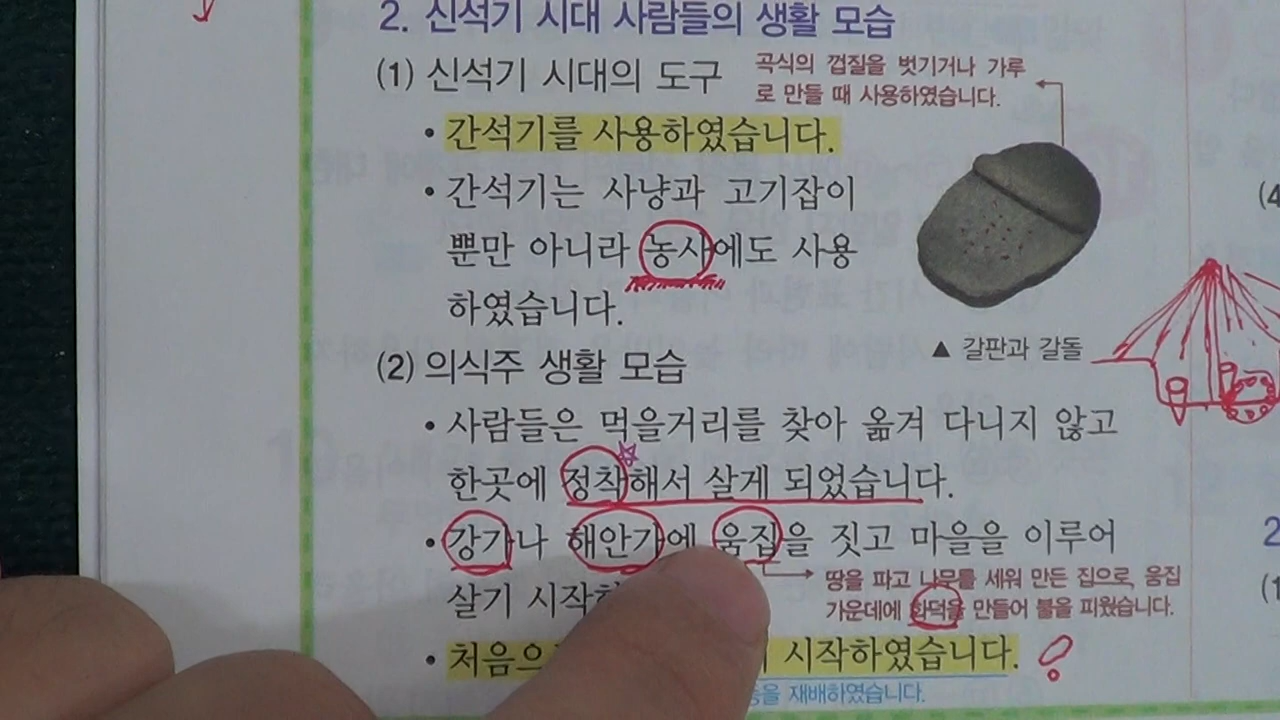 2. 신석기 시대 사람들의 생활 모습
(1) 신석기 시대의 도구
곡식의 껍질을 벗기거나 가루
로 만들 때 사용하였습니다.
• 간석기를 사용하였습니다.
• 간석기는 사냥과 고기잡이
뿐만 아니라 농사에도 사용
하였습니다.
▲ 갈판과 갈돌
(2) 의식주 생활 모습
• 사람들은 먹을거리를 찾아 옮겨 다니지 않고
한곳에 정착해서 살게 되었습니다.
• 강가나 해안가에 움집을 짓고 마을을 이루어
살기
땅을 파고 나무를 세워 만든 집으로, 움집
가운데에 화덕을 만들어 불을 피웠습니다.
• 시작하였습니다.
재배하였습니다.
(4
2
(1